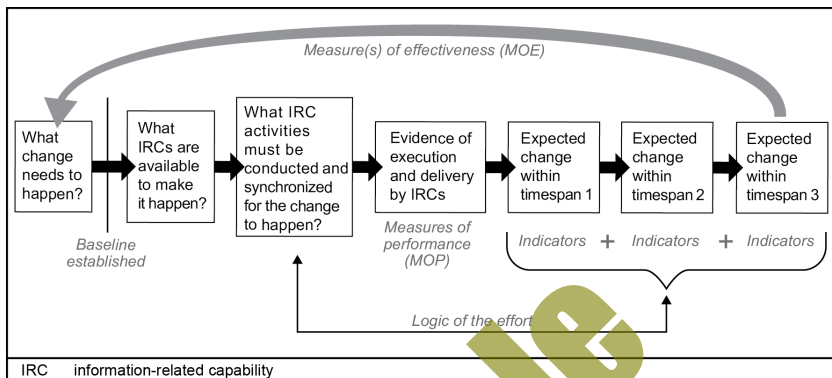 Measure(s) of effectiveness (MOE)
What
change
needs to
happen?
What
IRCs are
available
to make
it happen?
What IRC
activities
must be
conducted and
synchronized
for the change
to happen?
Evidence of
execution
and delivery
by IRCs
Expected
change
within
timespan 1
Expected
change
within
timespan 2
Expected
change
within
timespan 3
Baseline
established
Measures of
performance
(MOP)
Indicators + Indicators + Indicators
Logic of the effort
IRC information-related capability